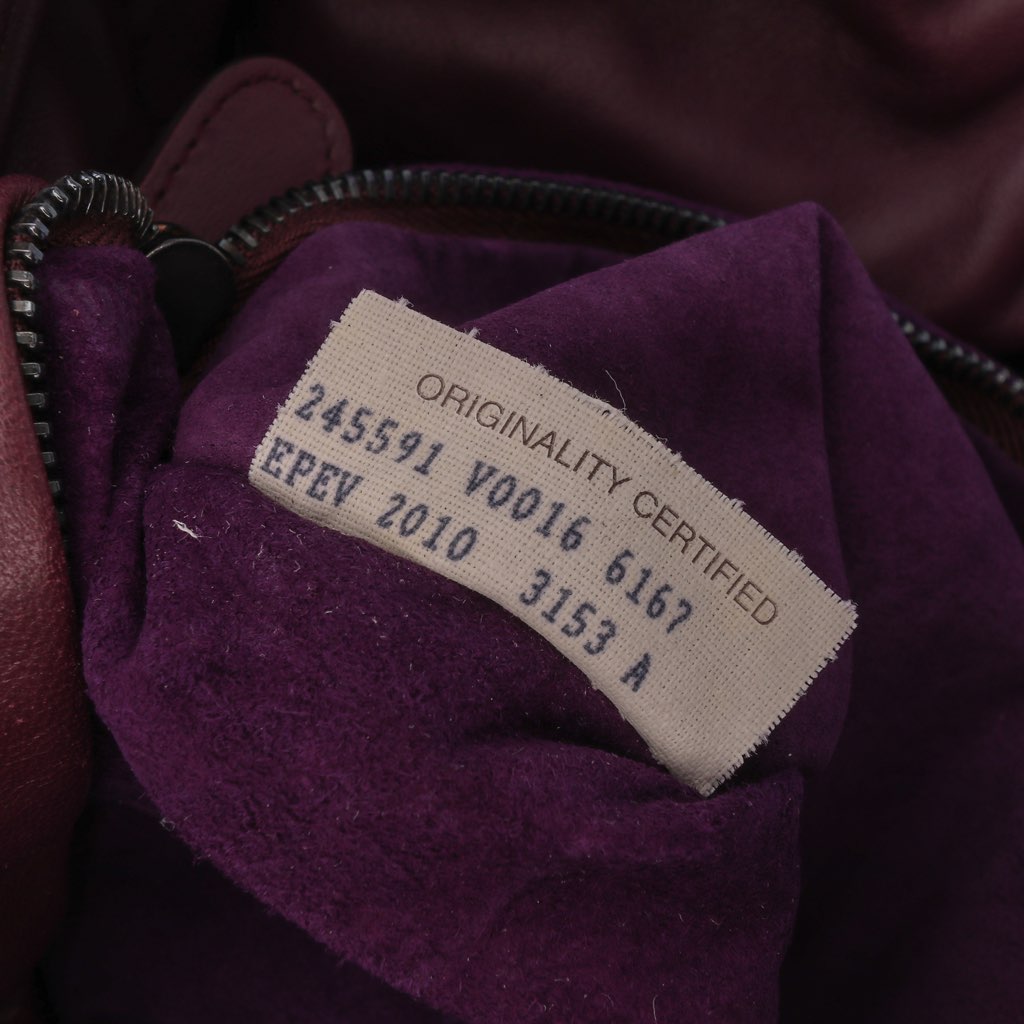 ORIGINALITY CERTIFIED
245591 V0016 6167
EPEV 2010 3153 A